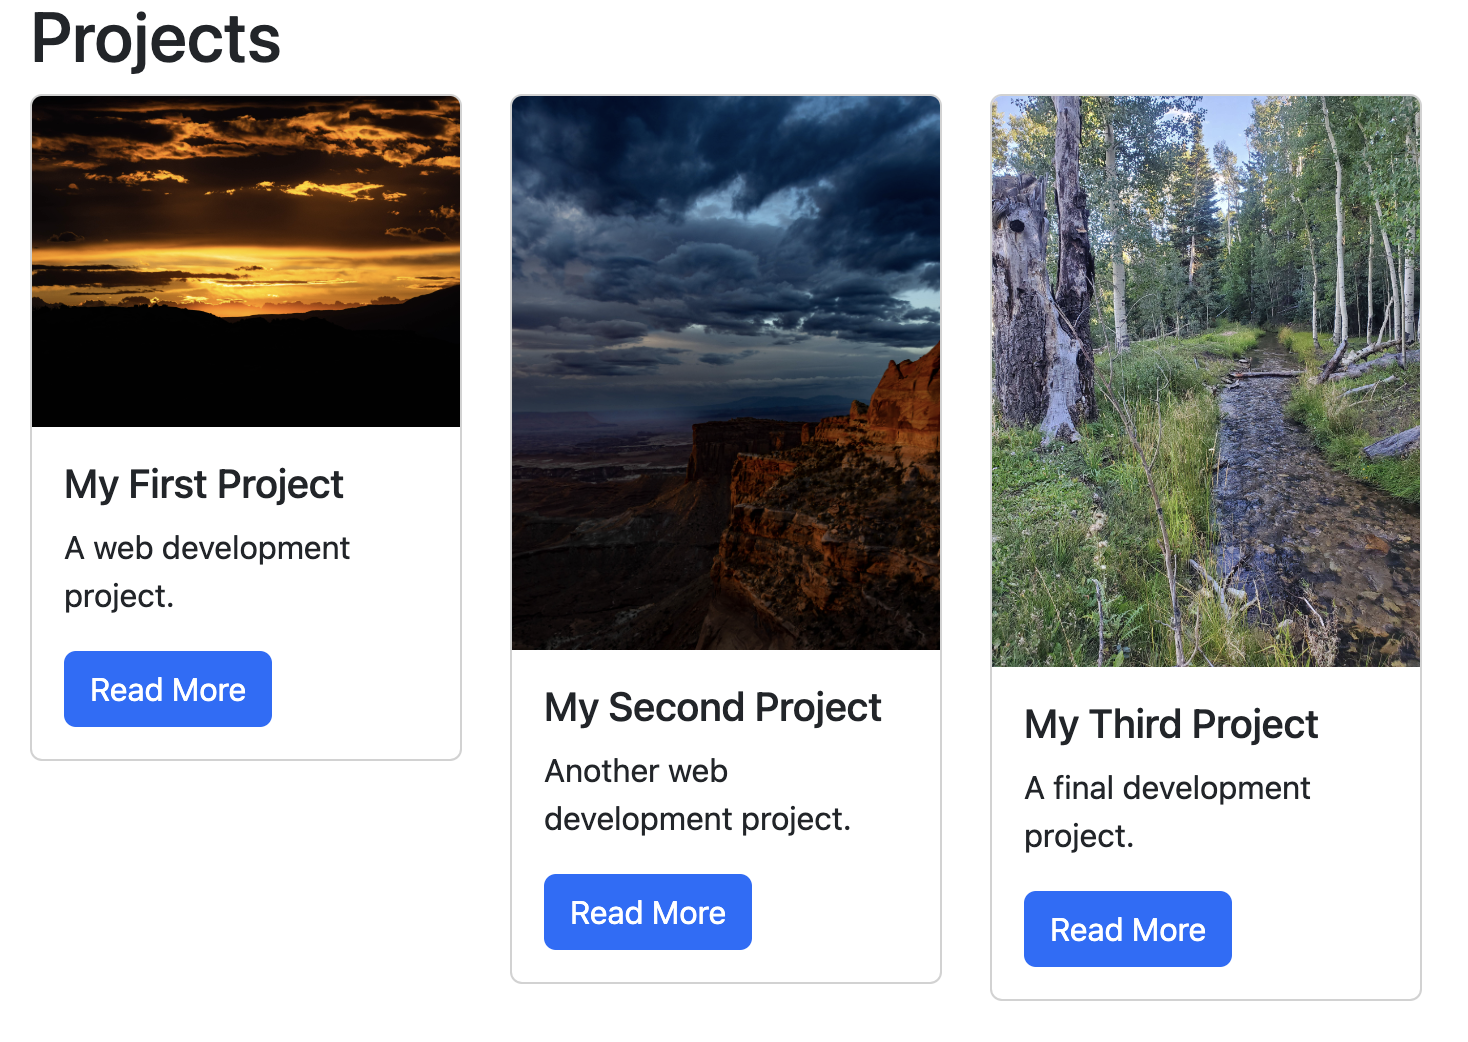 Projects
My First Project
A web development
project.
Read More
My Second Project
Another web
development project.
Read More
My Third Project
A final development
project.
Read More